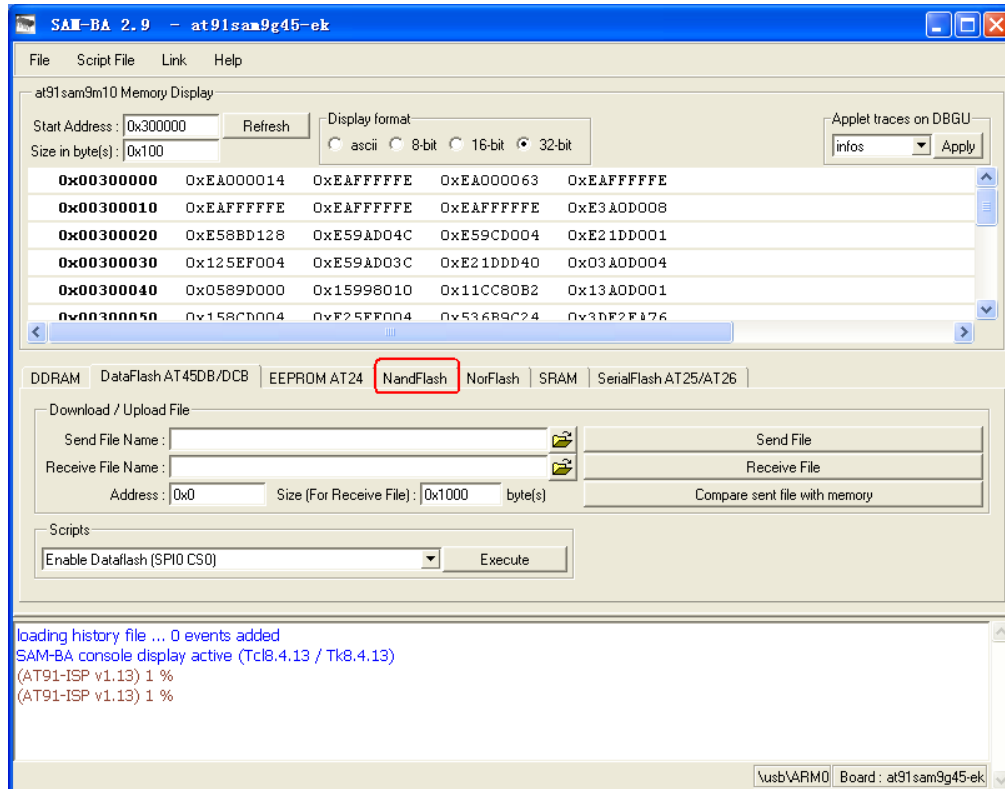 SAM-BA 2.9 - at91sam9g45-ek
File Script File Link Help
at91sam9m10 Memory Display
Start Address : 0x300000 Refresh
Size in byte(s) : 0x100
Display format
ascii 8-bit 16-bit 32-bit
Applet traces on DBGU
infos Apply
0x00300000 0xEA000014 0xEAFFFFFE 0xEA000063 0xEAFFFFFE
0x00300010 0xEAFFFFFE 0xEAFFFFFE 0xEAFFFFFE 0xE3A0D008
0x00300020 0xE58BD128 0xE59AD04C 0xE59CD004 0xE21DD001
0x00300030 0x125EF004 0xE59AD03C 0xE21DDD40 0x03A0D004
0x00300040 0x0589D000 0x15998010 0x11CC80B2 0x13A0D001
0x00300050 0x158CD004 0xE25EF004 0x536B9C24 0x3DF2FA76
DDRAM DataFlash AT45DB/DCB EEPROM AT24 NandFlash NorFlash SRAM SerialFlash AT25/AT26
Download / Upload File
Send File Name : Send File
Receive File Name : Receive File
Address : 0x0 Size (For Receive File) : 0x1000 byte(s) Compare sent file with memory
Scripts
Enable Dataflash (SPI0 CS0) Execute
loading history file ... 0 events added
SAM-BA console display active (Tcl8.4.13 / Tk8.4.13)
(AT91-ISP v1.13) 1 %
(AT91-ISP v1.13) 1 %
\usb\ARM0 Board : at91sam9g45-ek